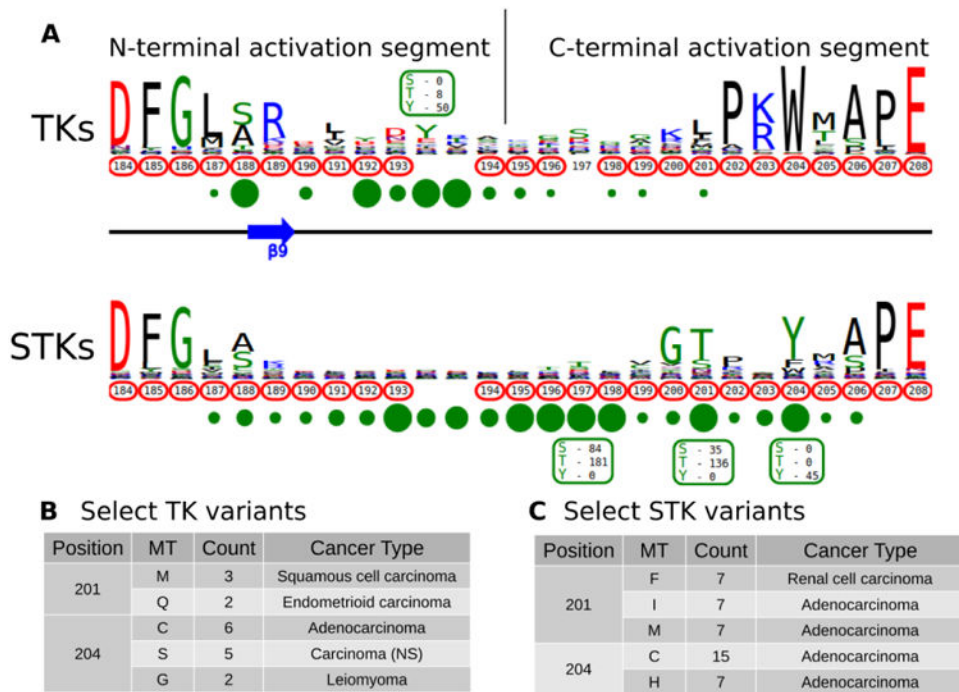 A
N-terminal activation segment
C-terminal activation segment
TKs
S - 0
T - 8
Y - 50
D F G L S R L D Y K L P K W M A P E
M A R T S
184 185 186 187 188 189 190 191 192 193 194 195 196 197 198 199 200 201 202 203 204 205 206 207 208
β9
STKs
D F G L A G T P Y M A P E
S K S
184 185 186 187 188 189 190 191 192 193 194 195 196 197 198 199 200 201 202 203 204 205 206 207 208
S - 84
T - 181
Y - 0
S - 35
T - 136
Y - 0
S - 0
T - 0
Y - 45
B Select TK variants
Position MT Count Cancer Type
201 M 3 Squamous cell carcinoma
Q 2 Endometrioid carcinoma
204 C 6 Adenocarcinoma
S 5 Carcinoma (NS)
G 2 Leiomyoma
C Select STK variants
Position MT Count Cancer Type
201 F 7 Renal cell carcinoma
I 7 Adenocarcinoma
M 7 Adenocarcinoma
204 C 15 Adenocarcinoma
H 7 Adenocarcinoma